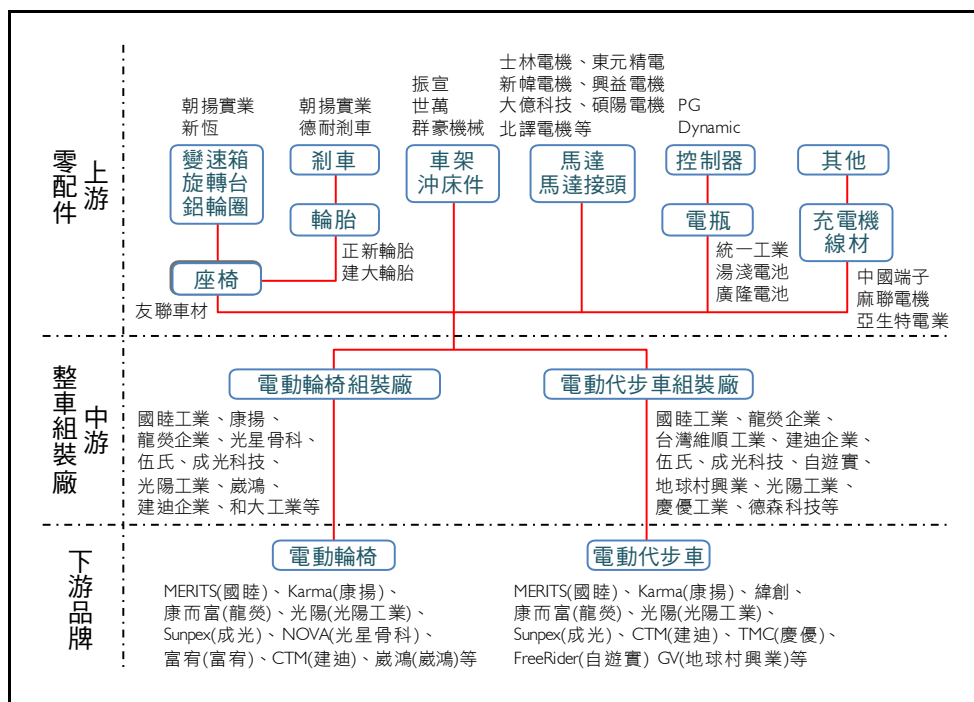 上游
零配件
朝揚實業
新恆
變速箱
旋轉台
鋁輪圈
座椅
友聯車材
朝揚實業
德耐剎車
剎車
輪胎
正新輪胎
建大輪胎
振宣
世萬
群豪機械
車架
沖床件
士林電機、東元精電
新幃電機、興益電機
大億科技、碩陽電機
北譯電機等
馬達
馬達接頭
PG
Dynamic
控制器
電瓶
統一工業
湯淺電池
廣隆電池
其他
充電機
線材
中國端子
麻聯電機
亞生特電業
中游
整車組裝廠
電動輪椅組裝廠
國睦工業、康揚、
龍熒企業、光星骨科、
伍氏、成光科技、
光陽工業、崴鴻、
建迪企業、和大工業等
電動代步車組裝廠
國睦工業、龍熒企業、
台灣維順工業、建迪企業、
伍氏、成光科技、自遊實、
地球村興業、光陽工業、
慶優工業、德森科技等
下游品牌
電動輪椅
MERITS(國睦)、Karma(康揚)、
康而富(龍熒)、光陽(光陽工業)、
Sunpex(成光)、NOVA(光星骨科)、
富宥(富宥)、CTM(建迪)、崴鴻(崴鴻)等
電動代步車
MERITS(國睦)、Karma(康揚)、緯創、
康而富(龍熒)、光陽(光陽工業)、
Sunpex(成光)、CTM(建迪)、TMC(慶優)、
FreeRider(自遊實) GV(地球村興業)等